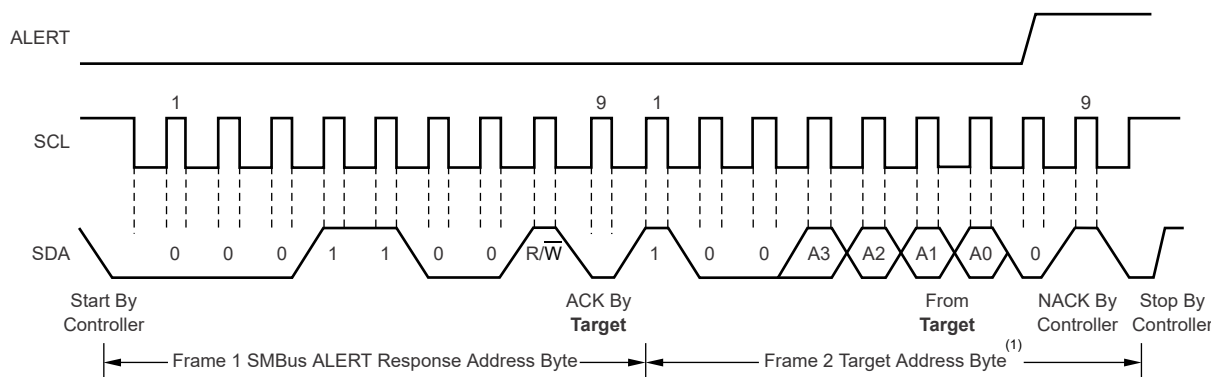 ALERT
1 9 1 9
SCL
SDA
0 0 0 1 1 0 0 R/W̅ 1 0 0 A3 A2 A1 A0 0
Start By
Controller
ACK By
Target
From
Target
NACK By
Controller
Stop By
Controller
Frame 1 SMBus ALERT Response Address Byte
Frame 2 Target Address Byte(1)